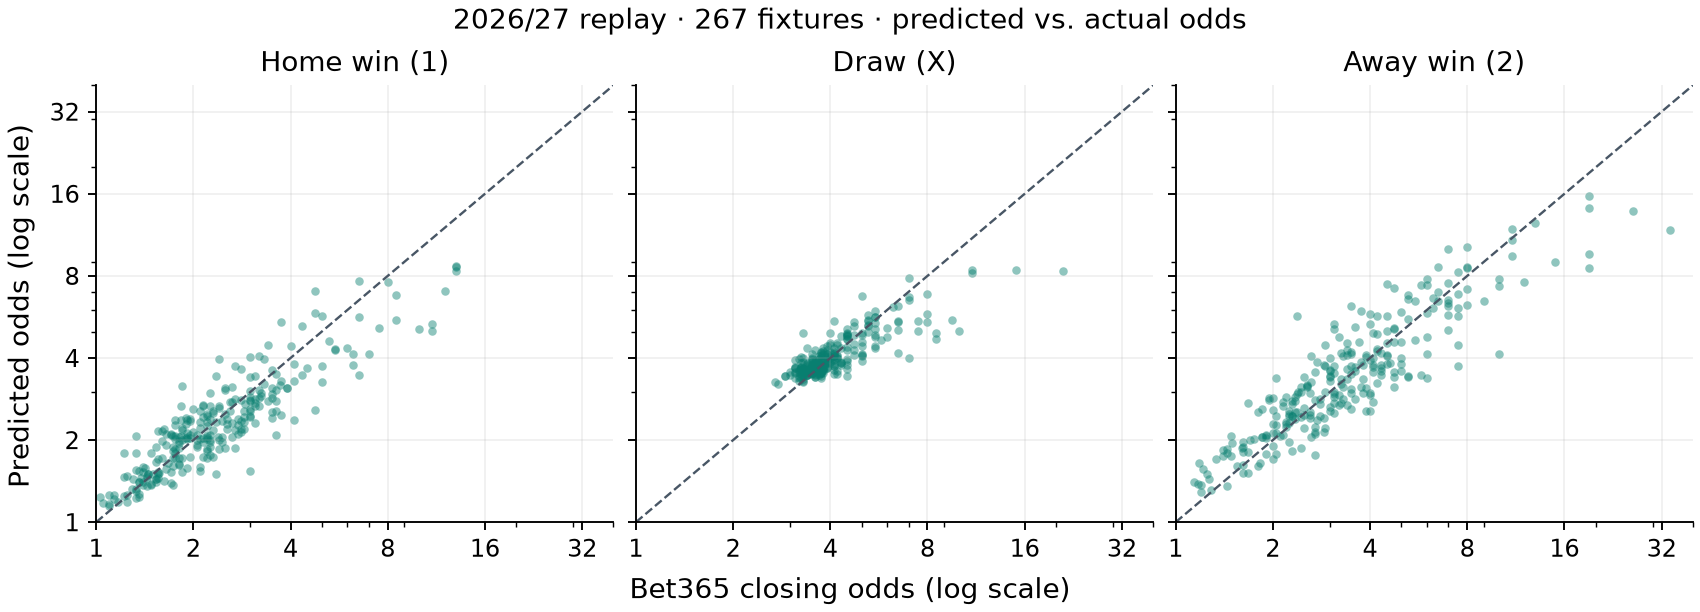 2026/27 replay · 267 fixtures · predicted vs. actual odds
Home win (1)
Draw (X)
Away win (2)
Predicted odds (log scale)
32
16
8
4
2
1
1 2 4 8 16 32
1 2 4 8 16 32
1 2 4 8 16 32
Bet365 closing odds (log scale)